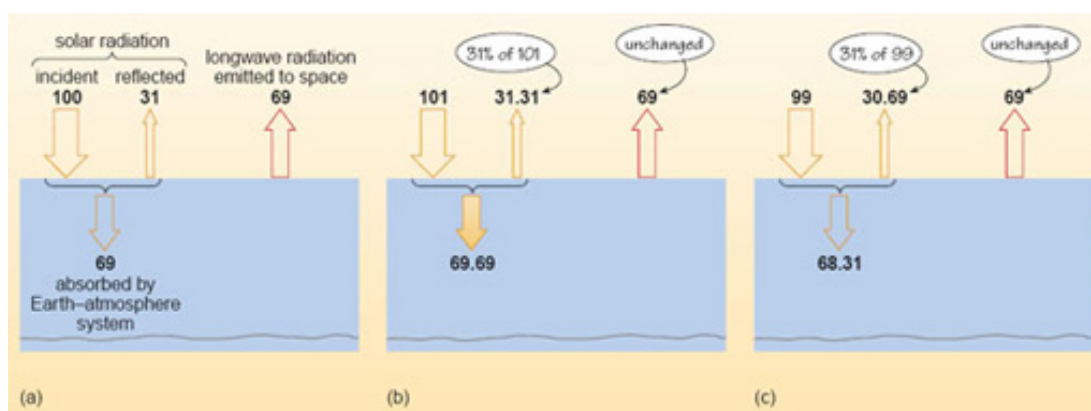 solar radiation
incident reflected
100 31
longwave radiation
emitted to space
69
69
absorbed by
Earth–atmosphere
system
(a)
31% of 101
unchanged
101 31.31 69
69.69
(b)
31% of 99
unchanged
99 30.69 69
68.31
(c)